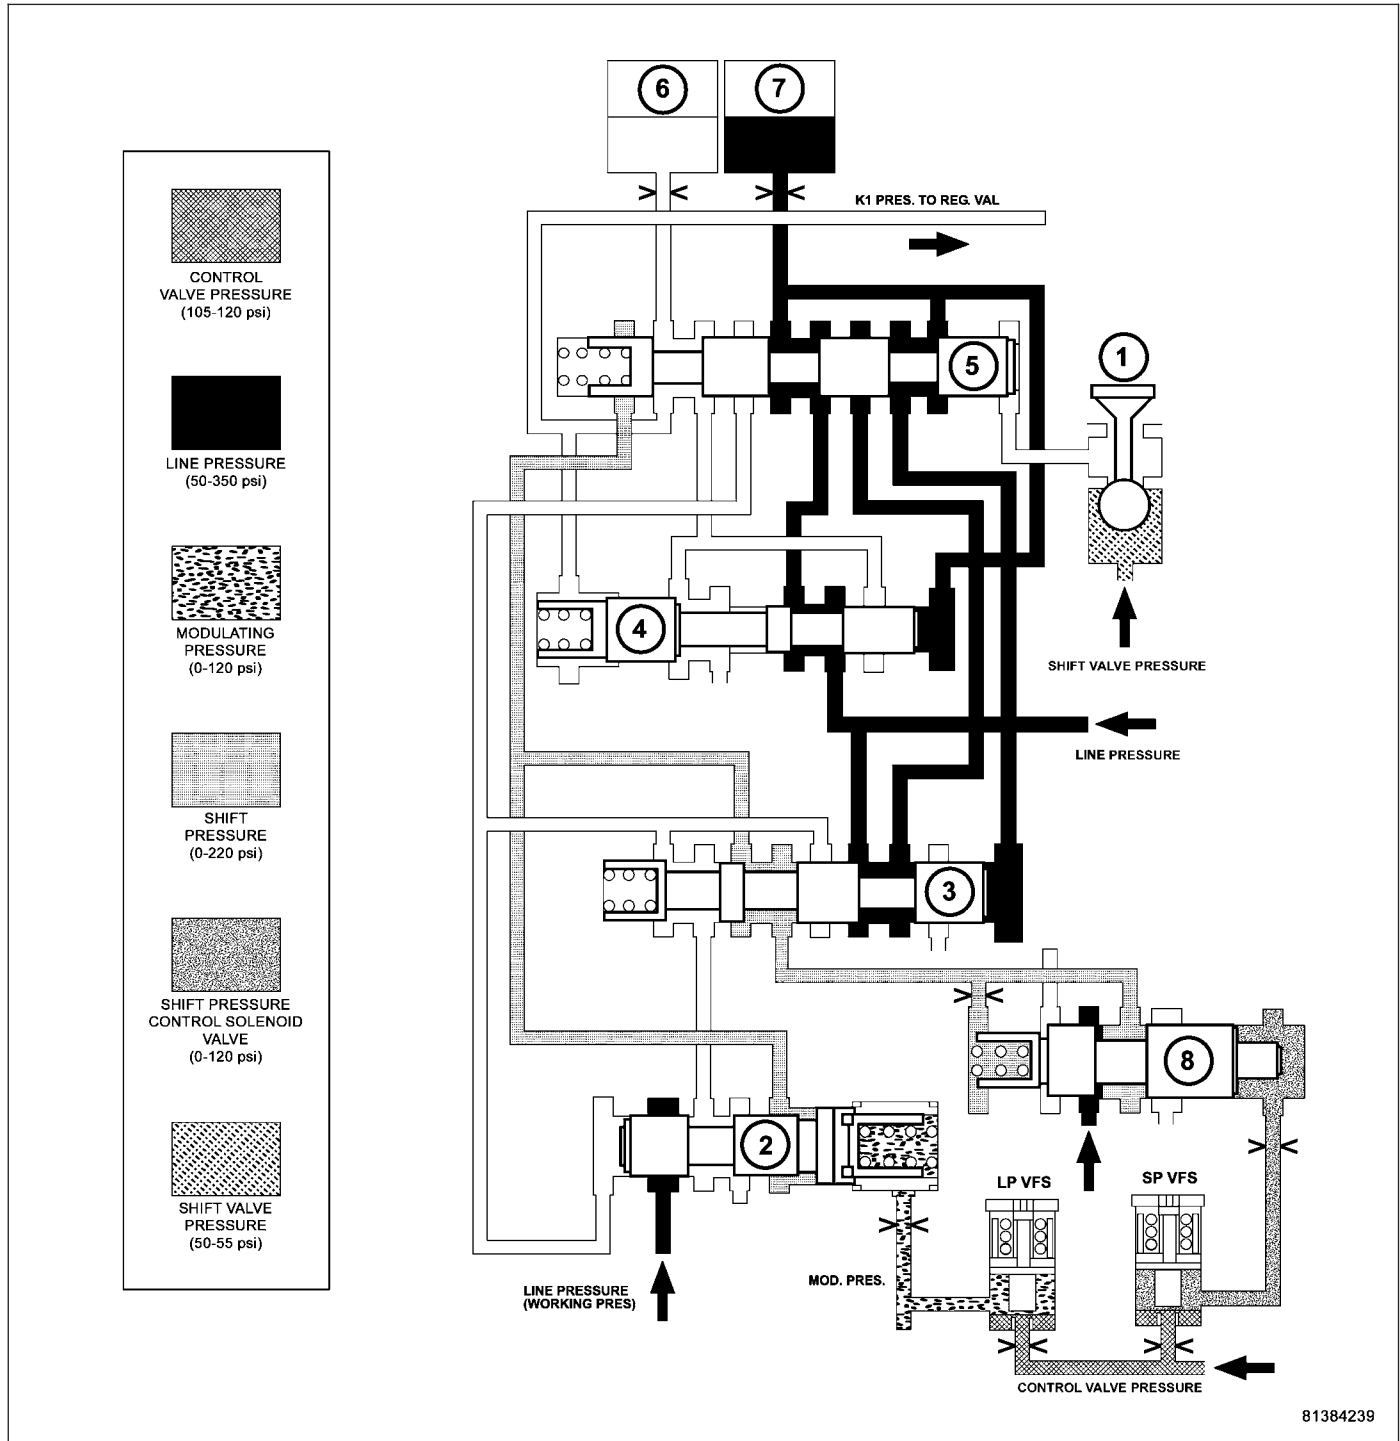 6
7
K1 PRES. TO REG. VAL
CONTROL
VALVE PRESSURE
(105-120 psi)
5
1
LINE PRESSURE
(50-350 psi)
MODULATING
PRESSURE
(0-120 psi)
4
SHIFT VALVE PRESSURE
LINE PRESSURE
SHIFT
PRESSURE
(0-220 psi)
3
SHIFT PRESSURE
CONTROL SOLENOID
VALVE
(0-120 psi)
8
2
LP VFS
SP VFS
SHIFT VALVE
PRESSURE
(50-55 psi)
MOD. PRES.
LINE PRESSURE
(WORKING PRES)
CONTROL VALVE PRESSURE
81384239